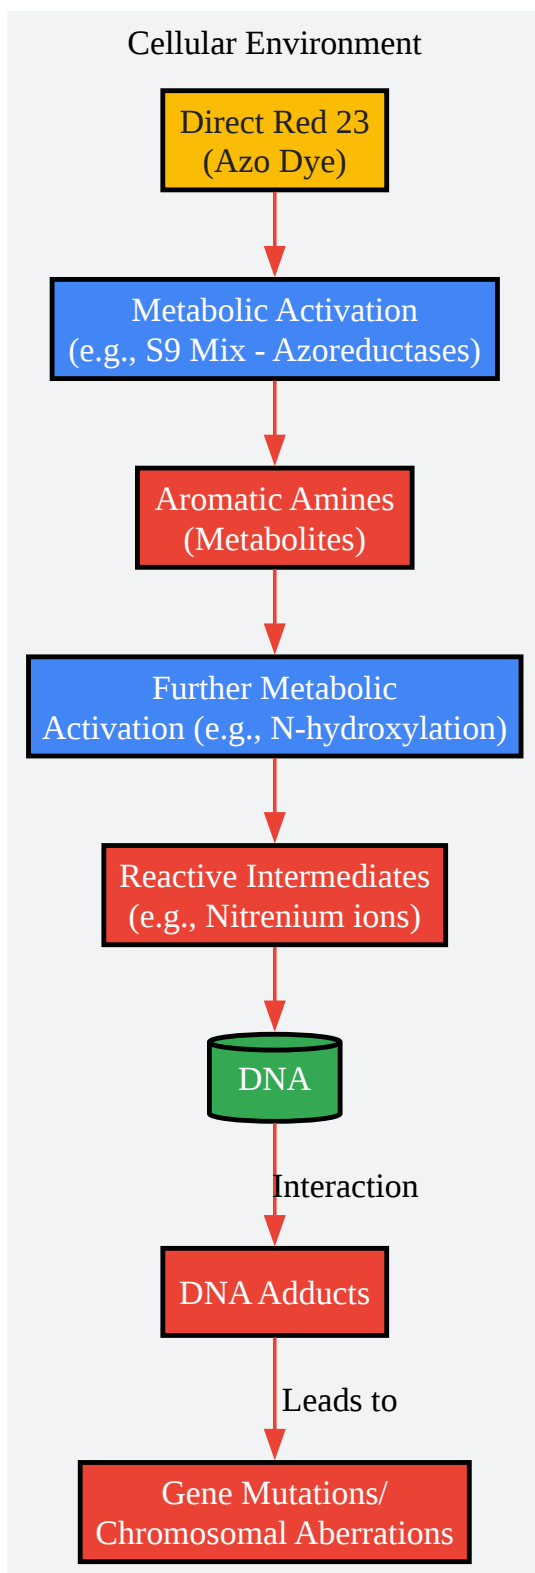 Cellular Environment
Direct Red 23
(Azo Dye)
Metabolic Activation
(e.g., S9 Mix - Azoreductases)
Aromatic Amines
(Metabolites)
Further Metabolic
Activation (e.g., N-hydroxylation)
Reactive Intermediates
(e.g., Nitrenium ions)
DNA
Interaction
DNA Adducts
Leads to
Gene Mutations/
Chromosomal Aberrations